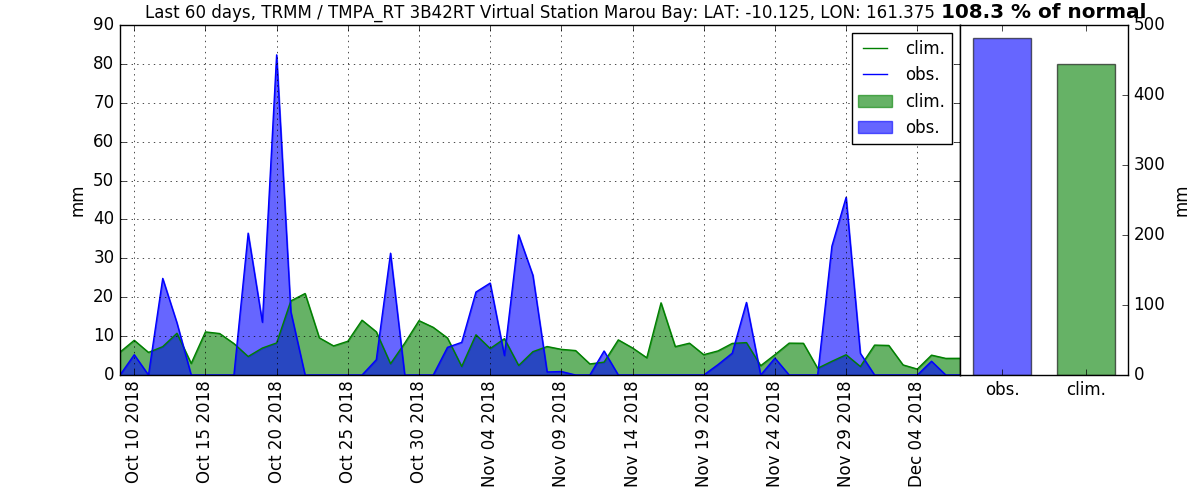 Last 60 days, TRMM / TMPA_RT 3B42RT Virtual Station Marou Bay: LAT: -10.125, LON: 161.375 108.3 % of normal
90
80
70
60
50
40
30
20
10
0
mm
clim.
obs.
clim.
obs.
500
400
300
200
100
0
mm
obs.
clim.
Oct 10 2018
Oct 15 2018
Oct 20 2018
Oct 25 2018
Oct 30 2018
Nov 04 2018
Nov 09 2018
Nov 14 2018
Nov 19 2018
Nov 24 2018
Nov 29 2018
Dec 04 2018